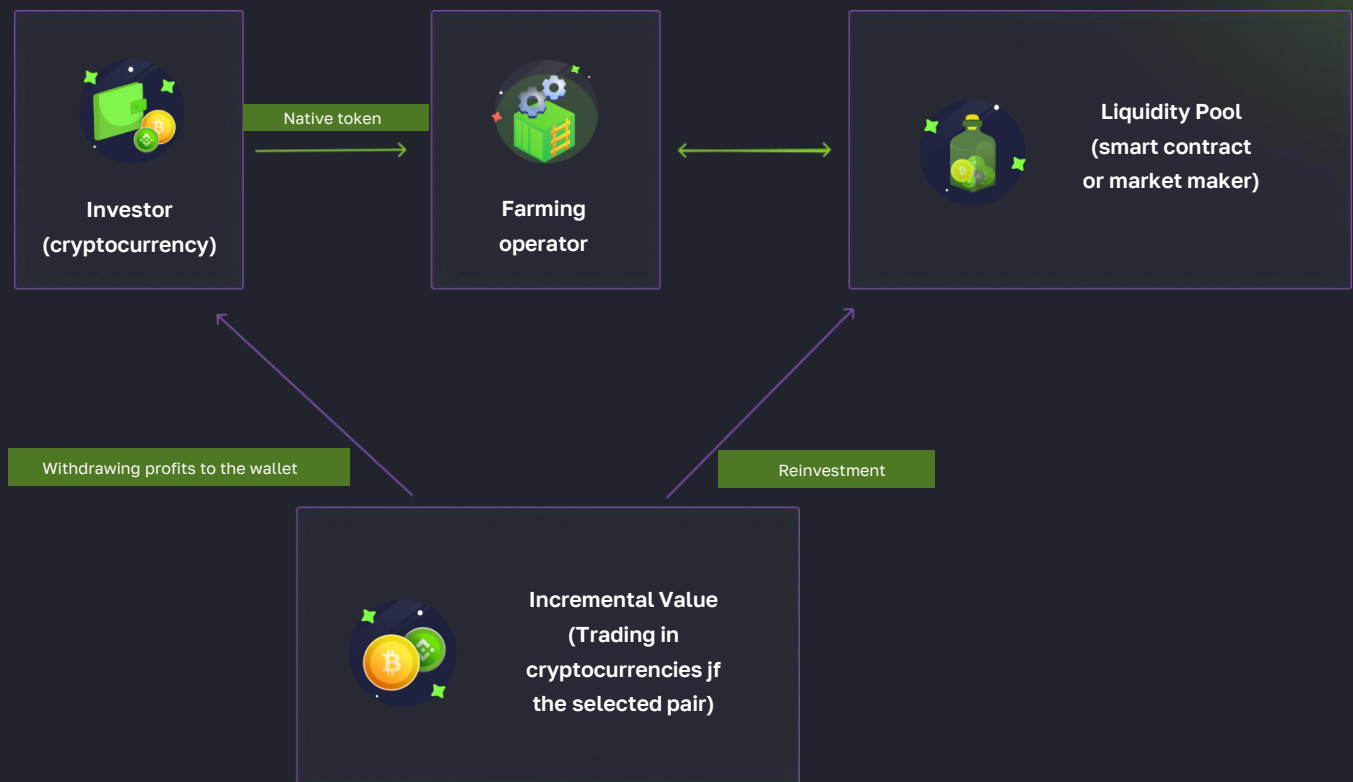 Native token
Investor
(cryptocurrency)
Farming
operator
Liquidity Pool
(smart contract
or market maker)
Withdrawing profits to the wallet
Reinvestment
Incremental Value
(Trading in
cryptocurrencies jf
the selected pair)